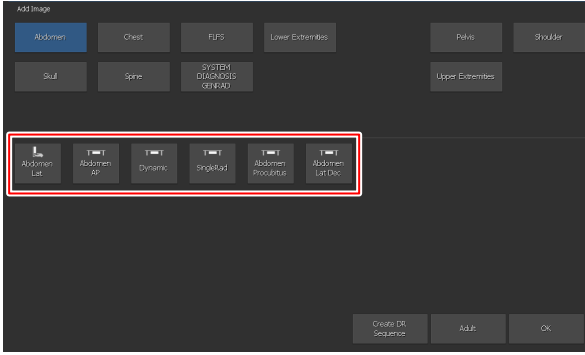 Add Image
Abdomen
Chest
FLFS
Lower Extremities
Pelvis
Shoulder
Skull
Spine
SYSTEM
DIAGNOSIS
GENRAD
Upper Extremities
Abdomen
Lat
Abdomen
AP
Dynamic
SingleRad
Abdomen
Procubitus
Abdomen
Lat Dec
Create DR
Sequence
Adult
OK